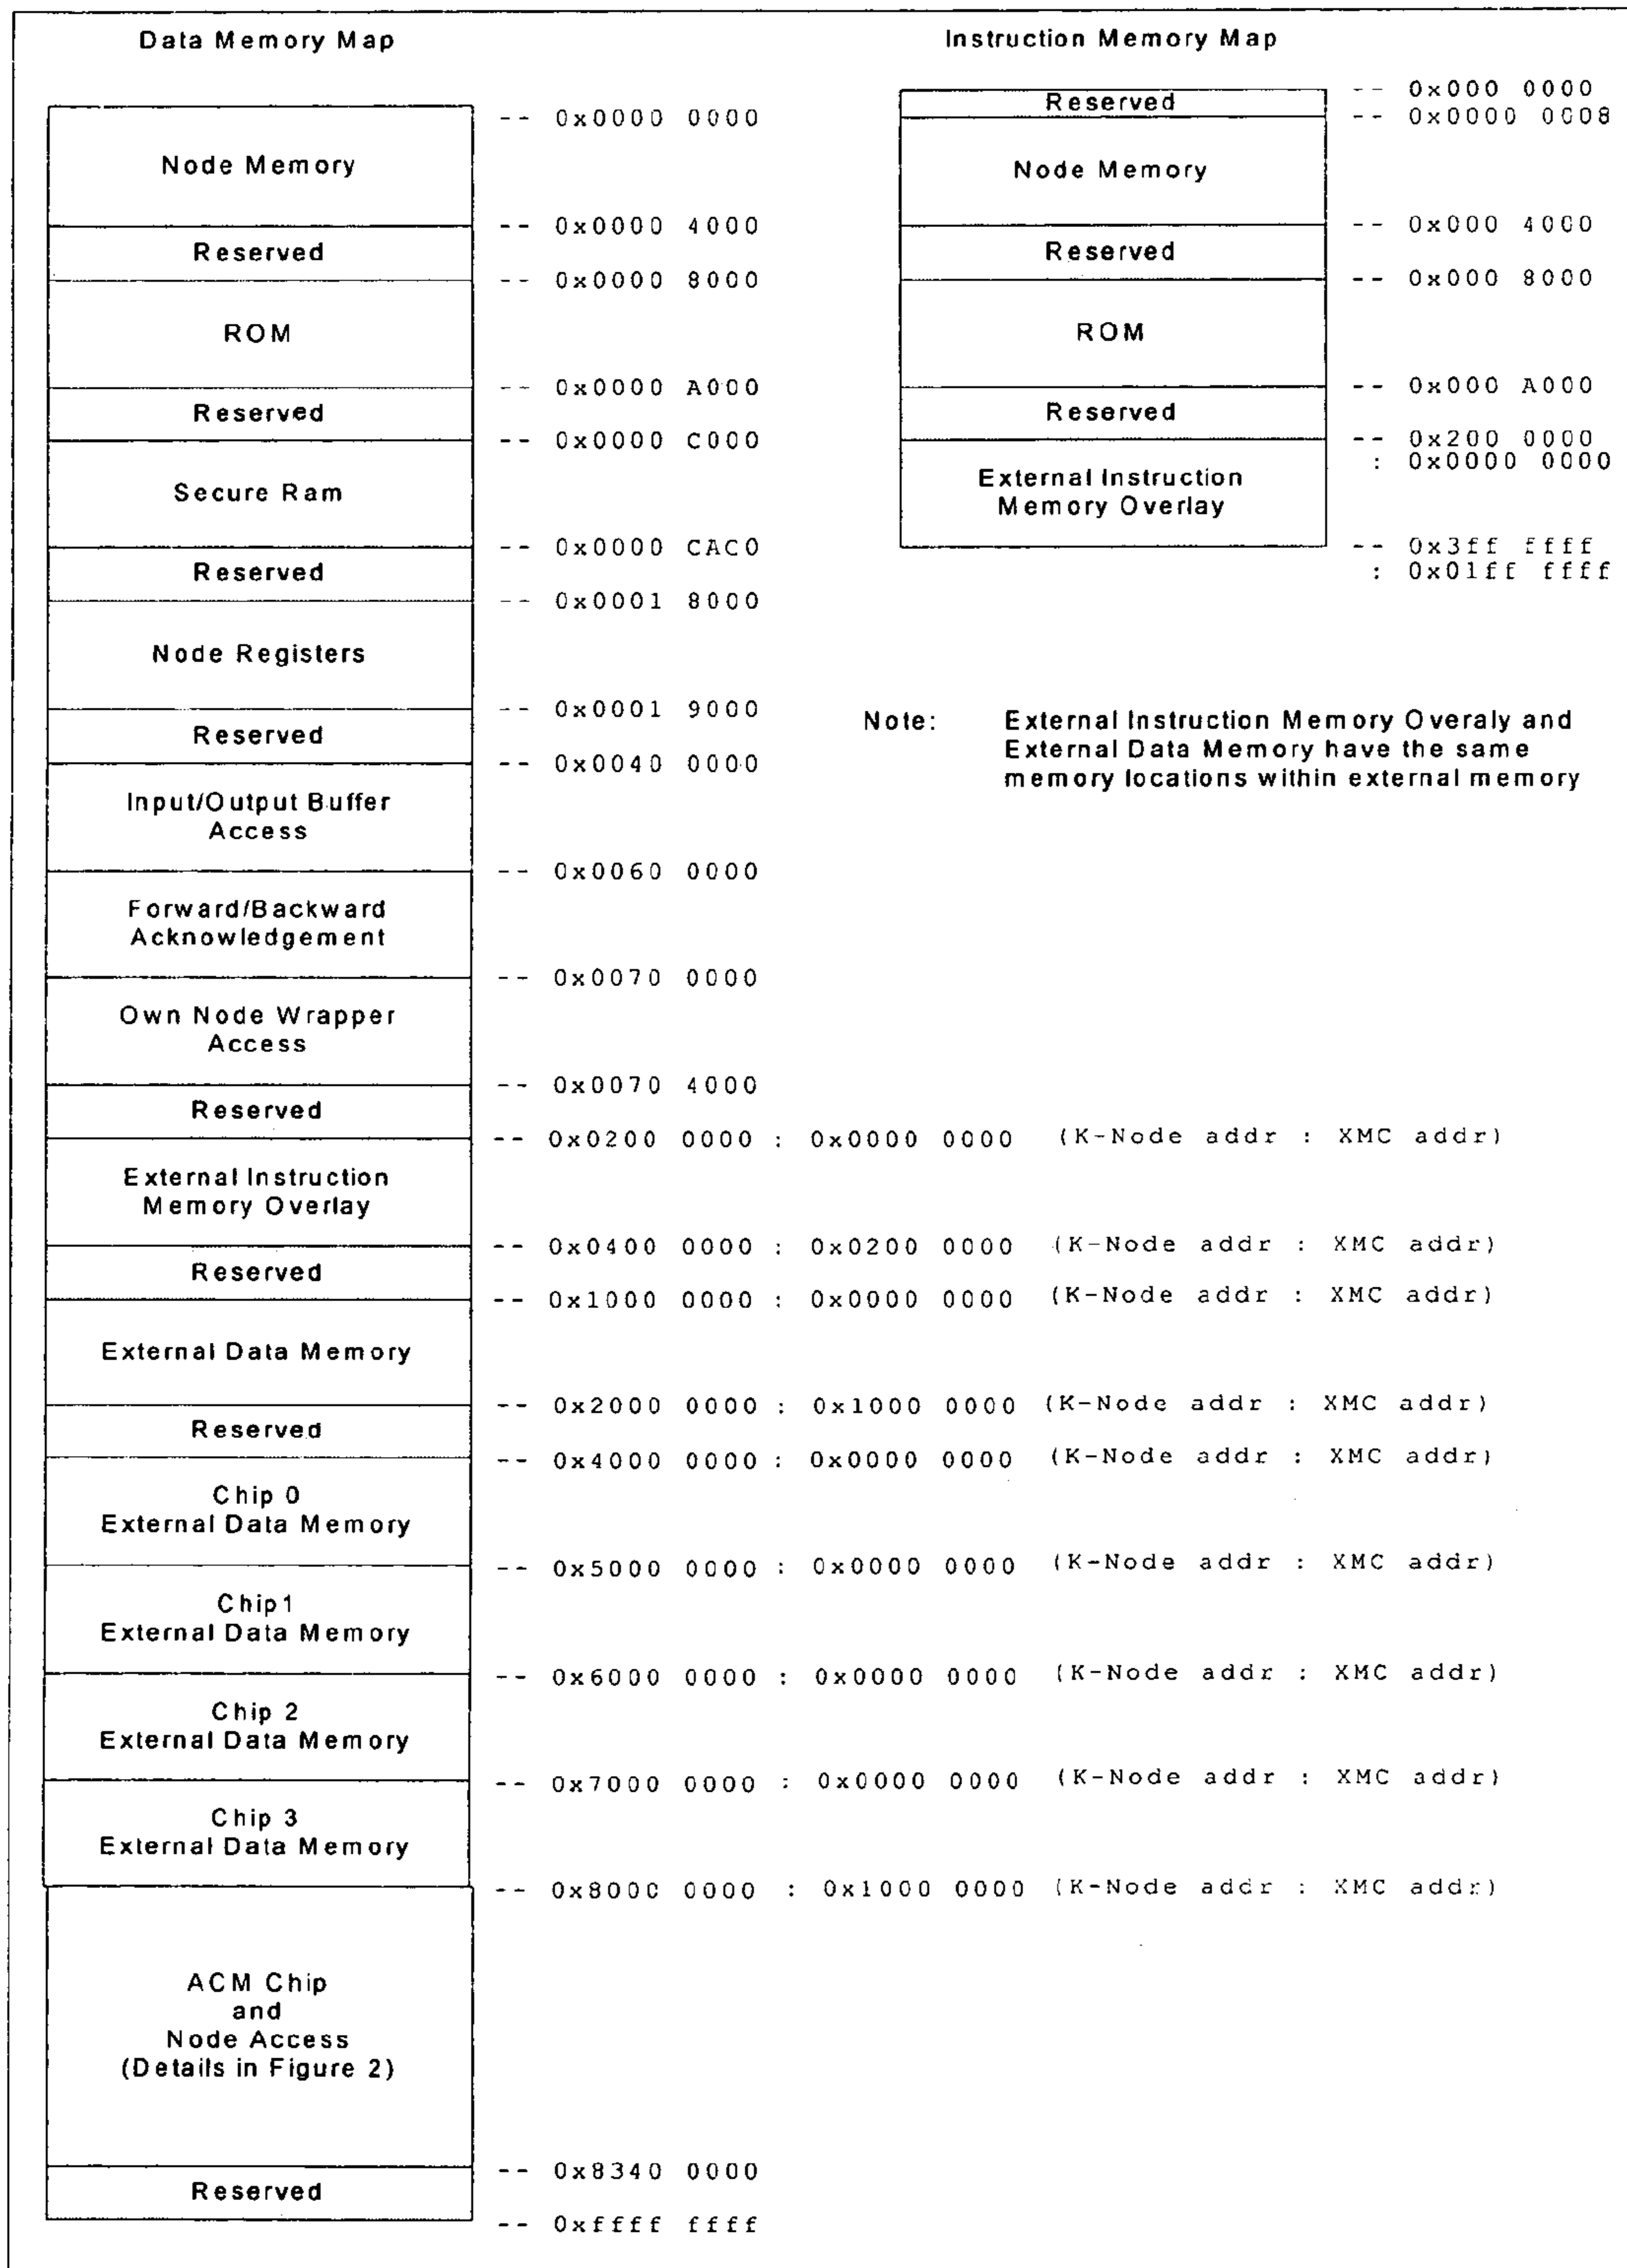 Data Memory Map
-- 0x0000 0000
Node Memory
-- 0x0000 4000
Reserved
-- 0x0000 8000
ROM
-- 0x0000 A000
Reserved
-- 0x0000 C000
Secure Ram
-- 0x0000 CAC0
Reserved
-- 0x0001 8000
Node Registers
-- 0x0001 9000
Reserved
-- 0x0040 0000
Input/Output Buffer
Access
-- 0x0060 0000
Forward/Backward
Acknowledgement
-- 0x0070 0000
Own Node Wrapper
Access
-- 0x0070 4000
Reserved
-- 0x0200 0000 : 0x0000 0000 (K-Node addr : XMC addr)
External Instruction
Memory Overlay
-- 0x0400 0000 : 0x0200 0000 (K-Node addr : XMC addr)
Reserved
-- 0x1000 0000 : 0x0000 0000 (K-Node addr : XMC addr)
External Data Memory
-- 0x2000 0000 : 0x1000 0000 (K-Node addr : XMC addr)
Reserved
-- 0x4000 0000 : 0x0000 0000 (K-Node addr : XMC addr)
Chip 0
External Data Memory
-- 0x5000 0000 : 0x0000 0000 (K-Node addr : XMC addr)
Chip1
External Data Memory
-- 0x6000 0000 : 0x0000 0000 (K-Node addr : XMC addr)
Chip 2
External Data Memory
-- 0x7000 0000 : 0x0000 0000 (K-Node addr : XMC addr)
Chip 3
External Data Memory
-- 0x8000 0000 : 0x1000 0000 (K-Node addr : XMC addr)
ACM Chip
and
Node Access
(Details in Figure 2)
-- 0x8340 0000
Reserved
-- 0xffff ffff
Instruction Memory Map
-- 0x000 0000
Reserved
-- 0x0000 0008
Node Memory
-- 0x000 4000
Reserved
-- 0x000 8000
ROM
-- 0x000 A000
Reserved
-- 0x200 0000
: 0x0000 0000
External Instruction
Memory Overlay
-- 0x3ff ffff
: 0x01ff ffff
Note: External Instruction Memory Overaly and
External Data Memory have the same
memory locations within external memory